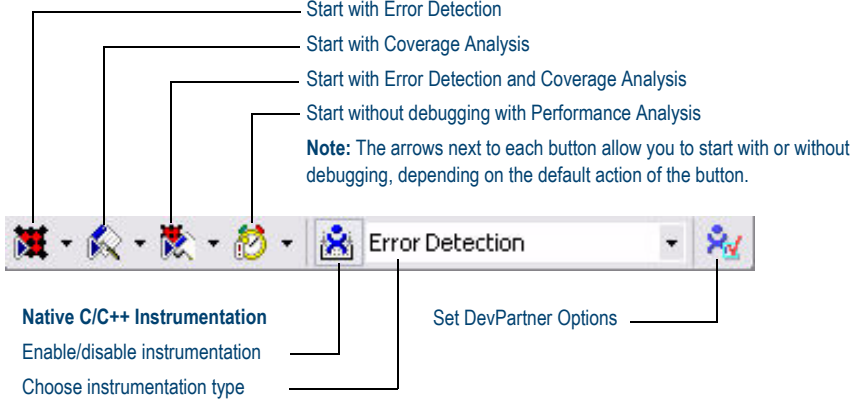 Start with Error Detection
Start with Coverage Analysis
Start with Error Detection and Coverage Analysis
Start without debugging with Performance Analysis
Note: The arrows next to each button allow you to start with or without
debugging, depending on the default action of the button.
Error Detection
Native C/C++ Instrumentation
Enable/disable instrumentation
Choose instrumentation type
Set DevPartner Options